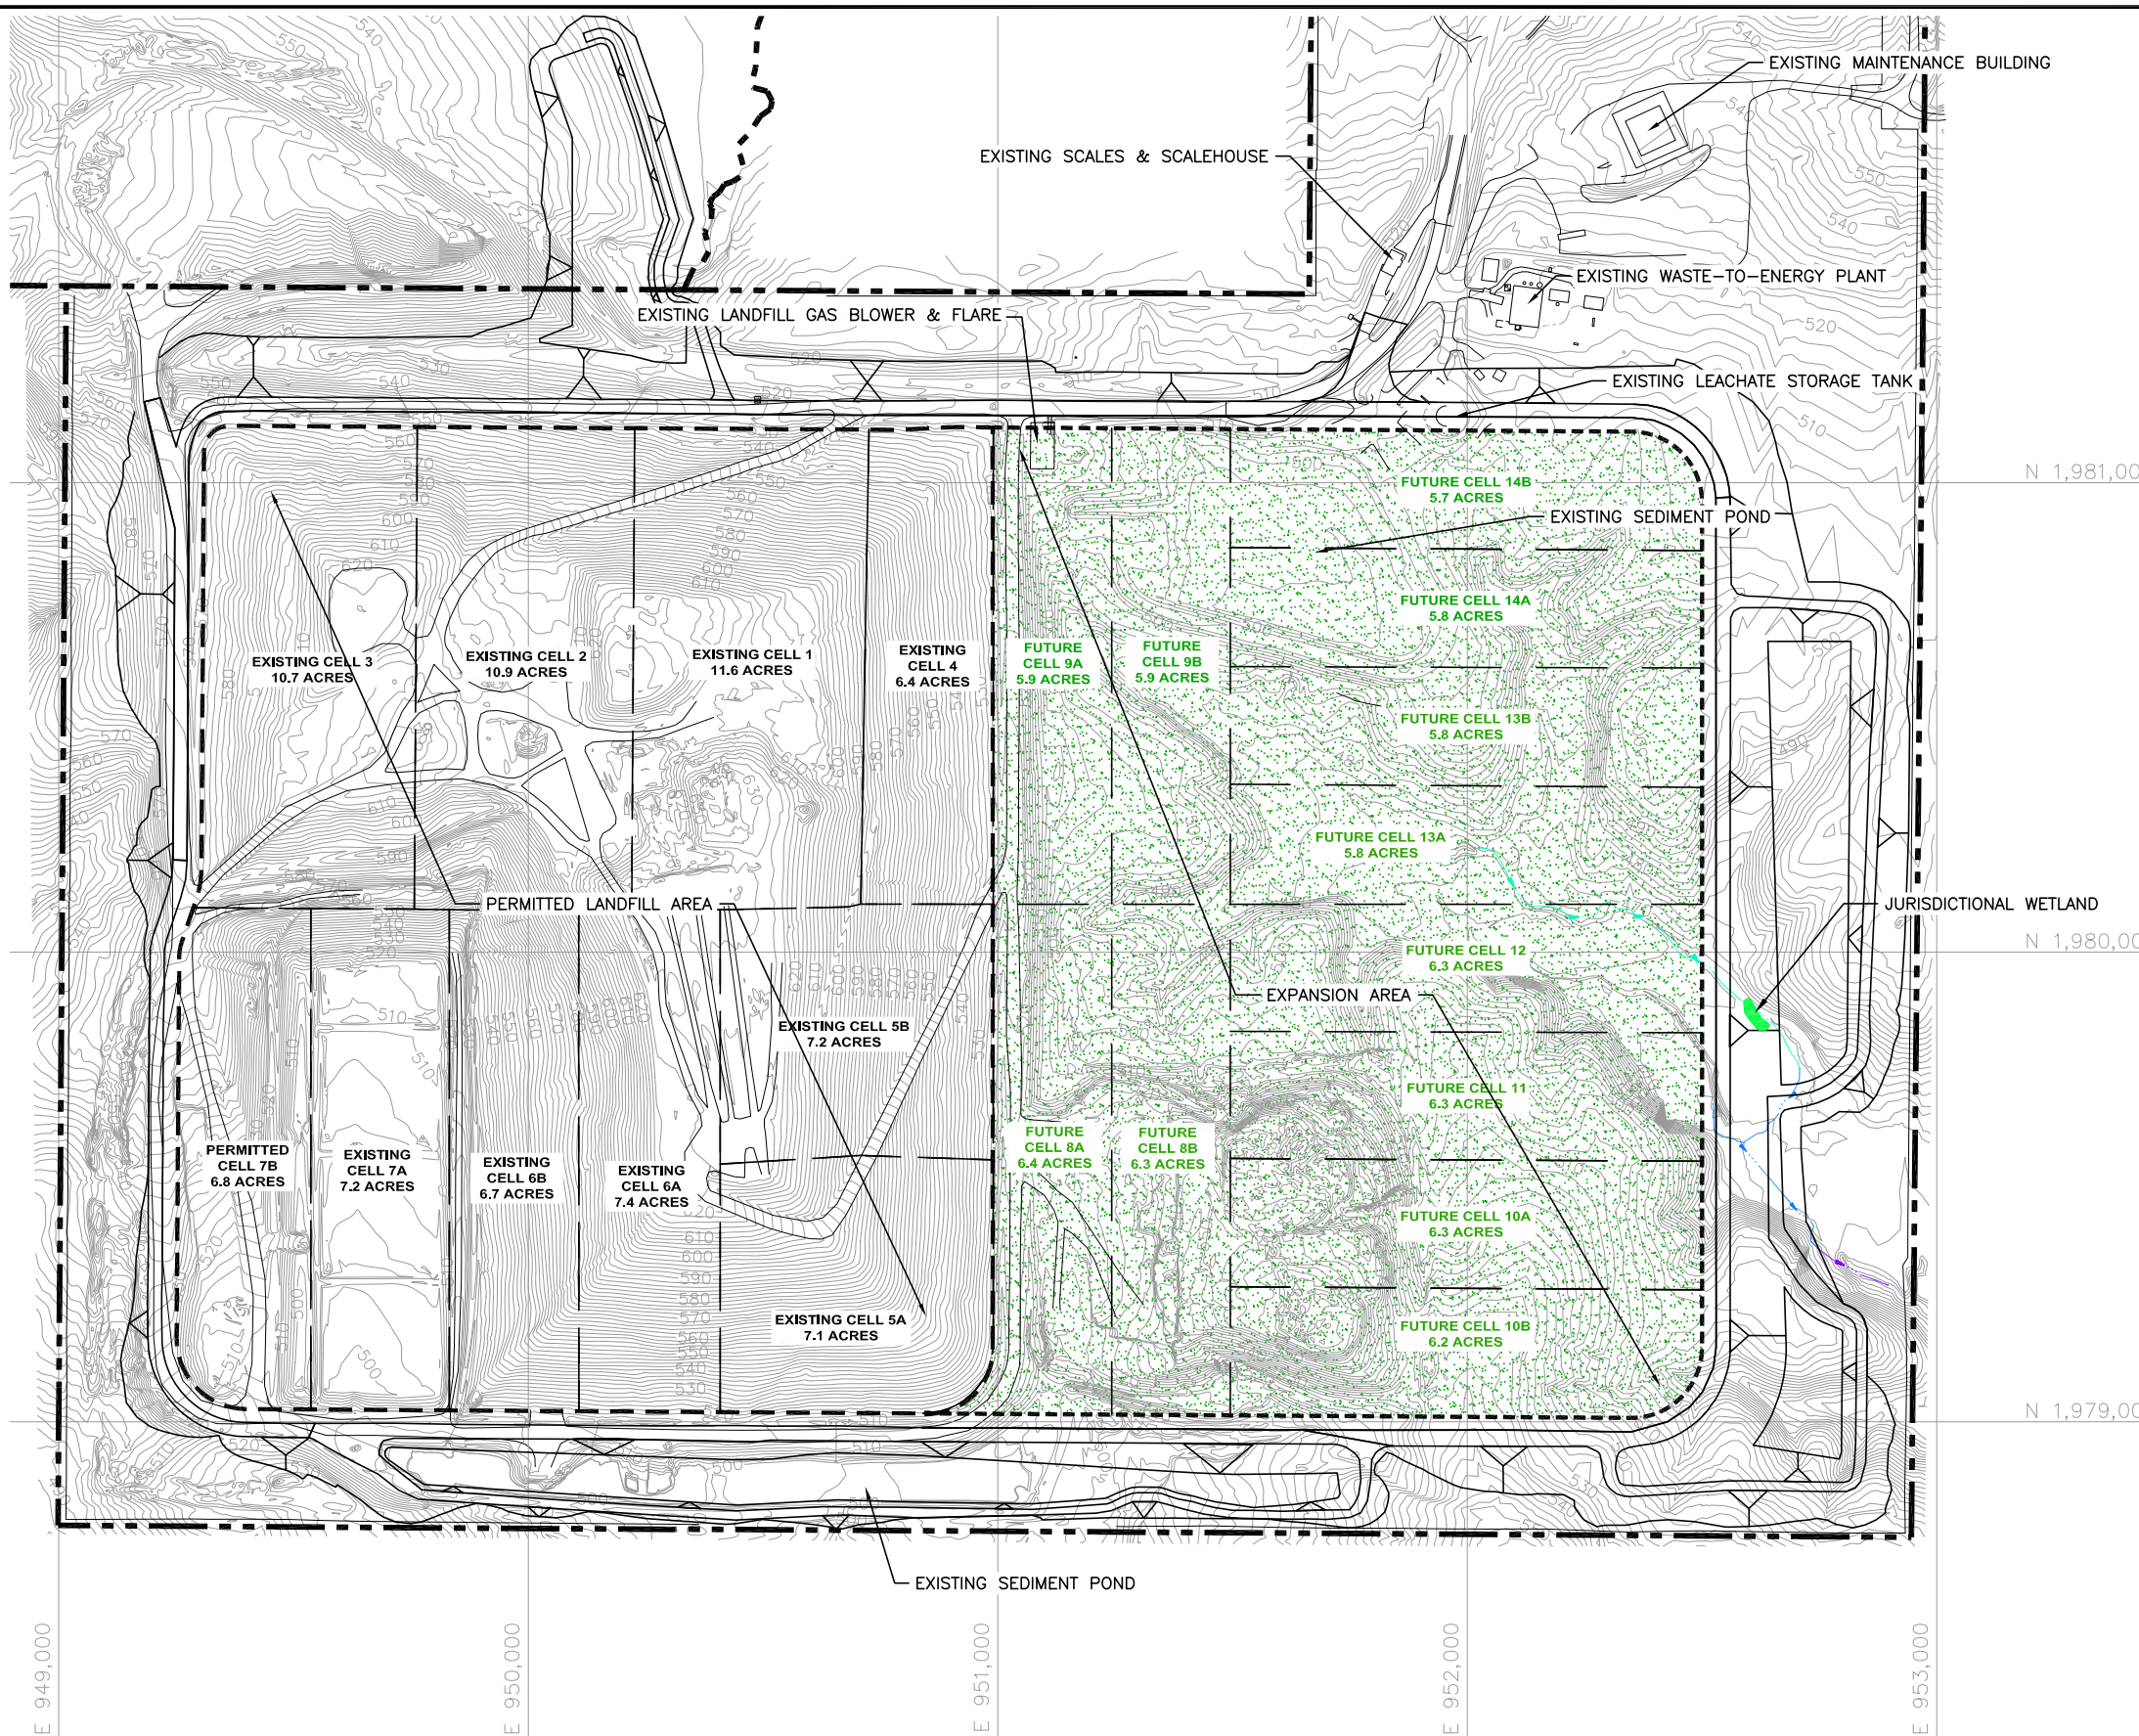 EXISTING MAINTENANCE BUILDING
EXISTING SCALES & SCALEHOUSE
EXISTING WASTE-TO-ENERGY PLANT
EXISTING LANDFILL GAS BLOWER & FLARE
EXISTING LEACHATE STORAGE TANK
N 1,981,00
FUTURE CELL 14B
5.7 ACRES
EXISTING SEDIMENT POND
FUTURE CELL 14A
5.8 ACRES
EXISTING CELL 3
10.7 ACRES
EXISTING CELL 2
10.9 ACRES
EXISTING CELL 1
11.6 ACRES
EXISTING
CELL 4
6.4 ACRES
FUTURE
CELL 9A
5.9 ACRES
FUTURE
CELL 9B
5.9 ACRES
FUTURE CELL 13B
5.8 ACRES
FUTURE CELL 13A
5.8 ACRES
PERMITTED LANDFILL AREA
JURISDICTIONAL WETLAND
N 1,980,00
FUTURE CELL 12
6.3 ACRES
EXPANSION AREA
EXISTING CELL 5B
7.2 ACRES
FUTURE CELL 11
6.3 ACRES
PERMITTED
CELL 7B
6.8 ACRES
EXISTING
CELL 7A
7.2 ACRES
EXISTING
CELL 6B
6.7 ACRES
EXISTING
CELL 6A
7.4 ACRES
FUTURE
CELL 8A
6.4 ACRES
FUTURE
CELL 8B
6.3 ACRES
FUTURE CELL 10A
6.3 ACRES
EXISTING CELL 5A
7.1 ACRES
FUTURE CELL 10B
6.2 ACRES
N 1,979,00
EXISTING SEDIMENT POND
E 949,000
E 950,000
E 951,000
E 952,000
E 953,000